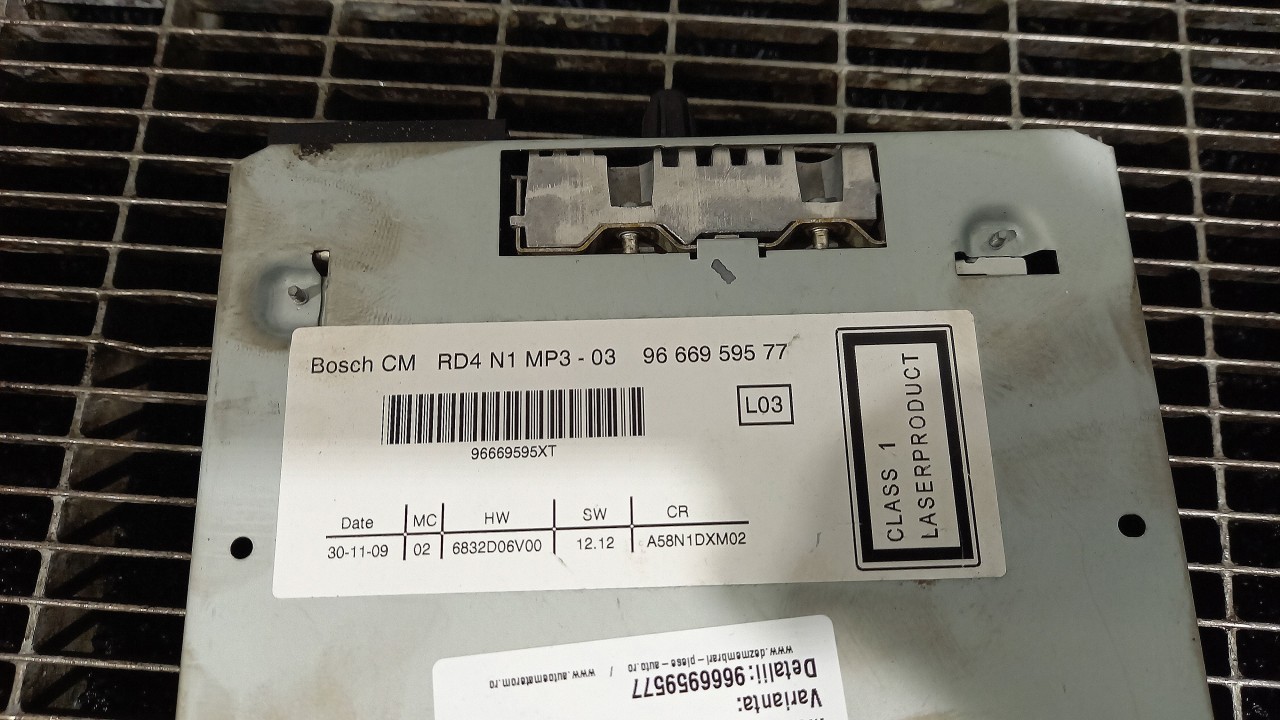 Bosch CM RD4 N1 MP3 - 03 96 669 595 77
96669595XT
L03
CLASS 1
LASERPRODUCT
Date MC HW SW CR
30-11-09 02 6832D06V00 12.12 A58N1DXM02
Varianta:
Detalii: 9666959577
www.dezmembrari-piese-auto.ro / www.automaterom.ro